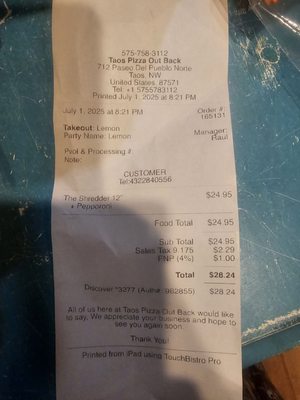 575-758-3112
Taos Pizza Out Back
712 Paseo Del Pueblo Norte
Taos, NW
United States, 87571
Tel: +1 5755783112
Printed July 1, 2025 at 8:21 PM
July 1, 2025 at 8:21 PM
Order #:
165131
Takeout: Lemon
Party Name: Lemon
Manager:
Raul
Psol & Processing #:
Note:
CUSTOMER
Tel:4322840556
The Shredder 12" $24.95
+ Pepperoni
Food Total $24.95
Sub Total $24.95
Sales Tax 9.175 $2.29
PNP (4%) $1.00
Total $28.24
Discover *3277 (Auth#: 982855) $28.24
All of us here at Taos Pizza Out Back would like
to say, We appreciate your business and hope to
see you again soon.
Thank You!
Printed from iPad using TouchBistro Pro